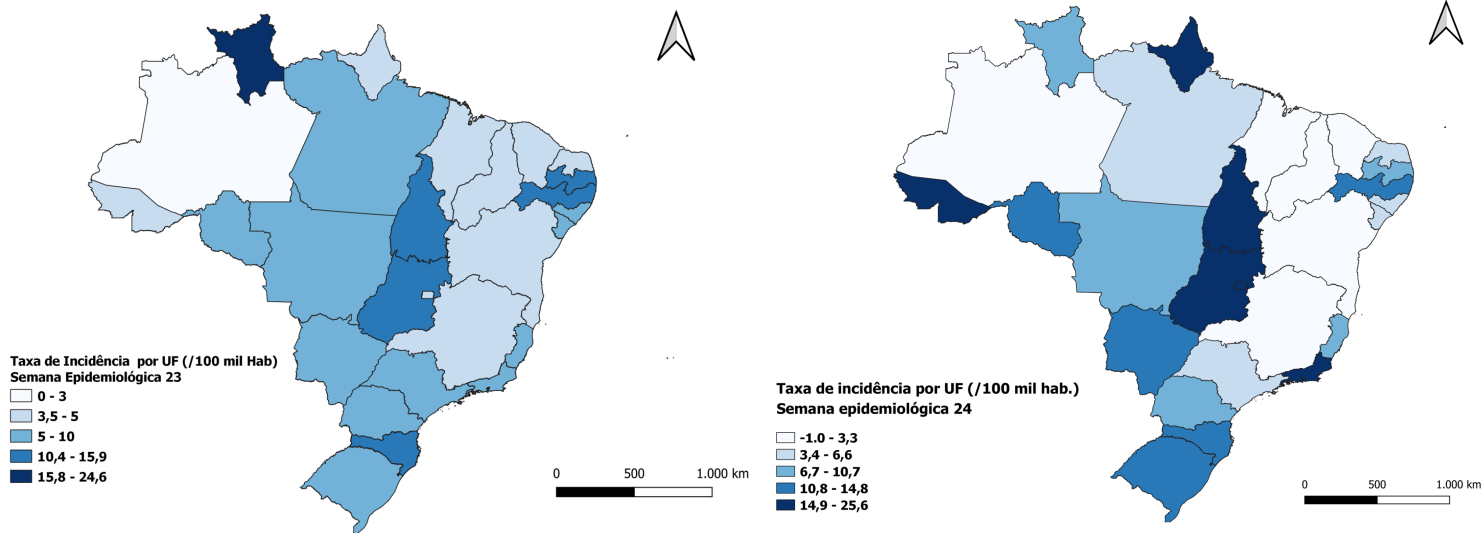 Taxa de Incidência por UF (/100 mil Hab)
Semana Epidemiológica 23
0 - 3
3,5 - 5
5 - 10
10,4 - 15,9
15,8 - 24,6
0 500 1.000 km
Taxa de incidência por UF (/100 mil hab.)
Semana epidemiológica 24
-1.0 - 3,3
3,4 - 6,6
6,7 - 10,7
10,8 - 14,8
14,9 - 25,6
0 500 1.000 km